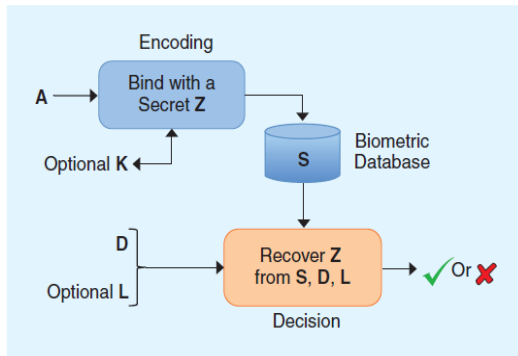 Encoding
A
Bind with a
Secret Z
Optional K
S
Biometric
Database
D
Optional L
Recover Z
from S, D, L
Or
Decision